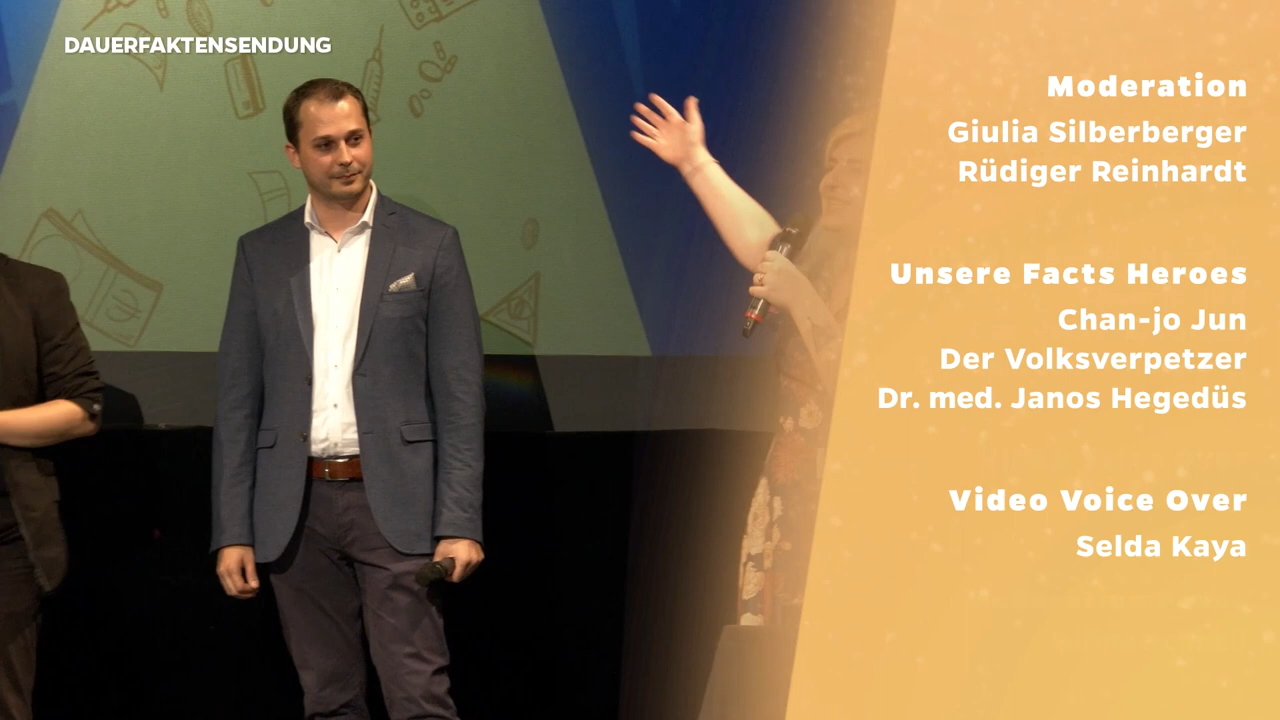 DAUERFAKTENSENDUNG
Moderation
Giulia Silberberger
Rüdiger Reinhardt
Unsere Facts Heroes
Chan-jo Jun
Der Volksverpetzer
Dr. med. Janos Hegedüs
Video Voice Over
Selda Kaya